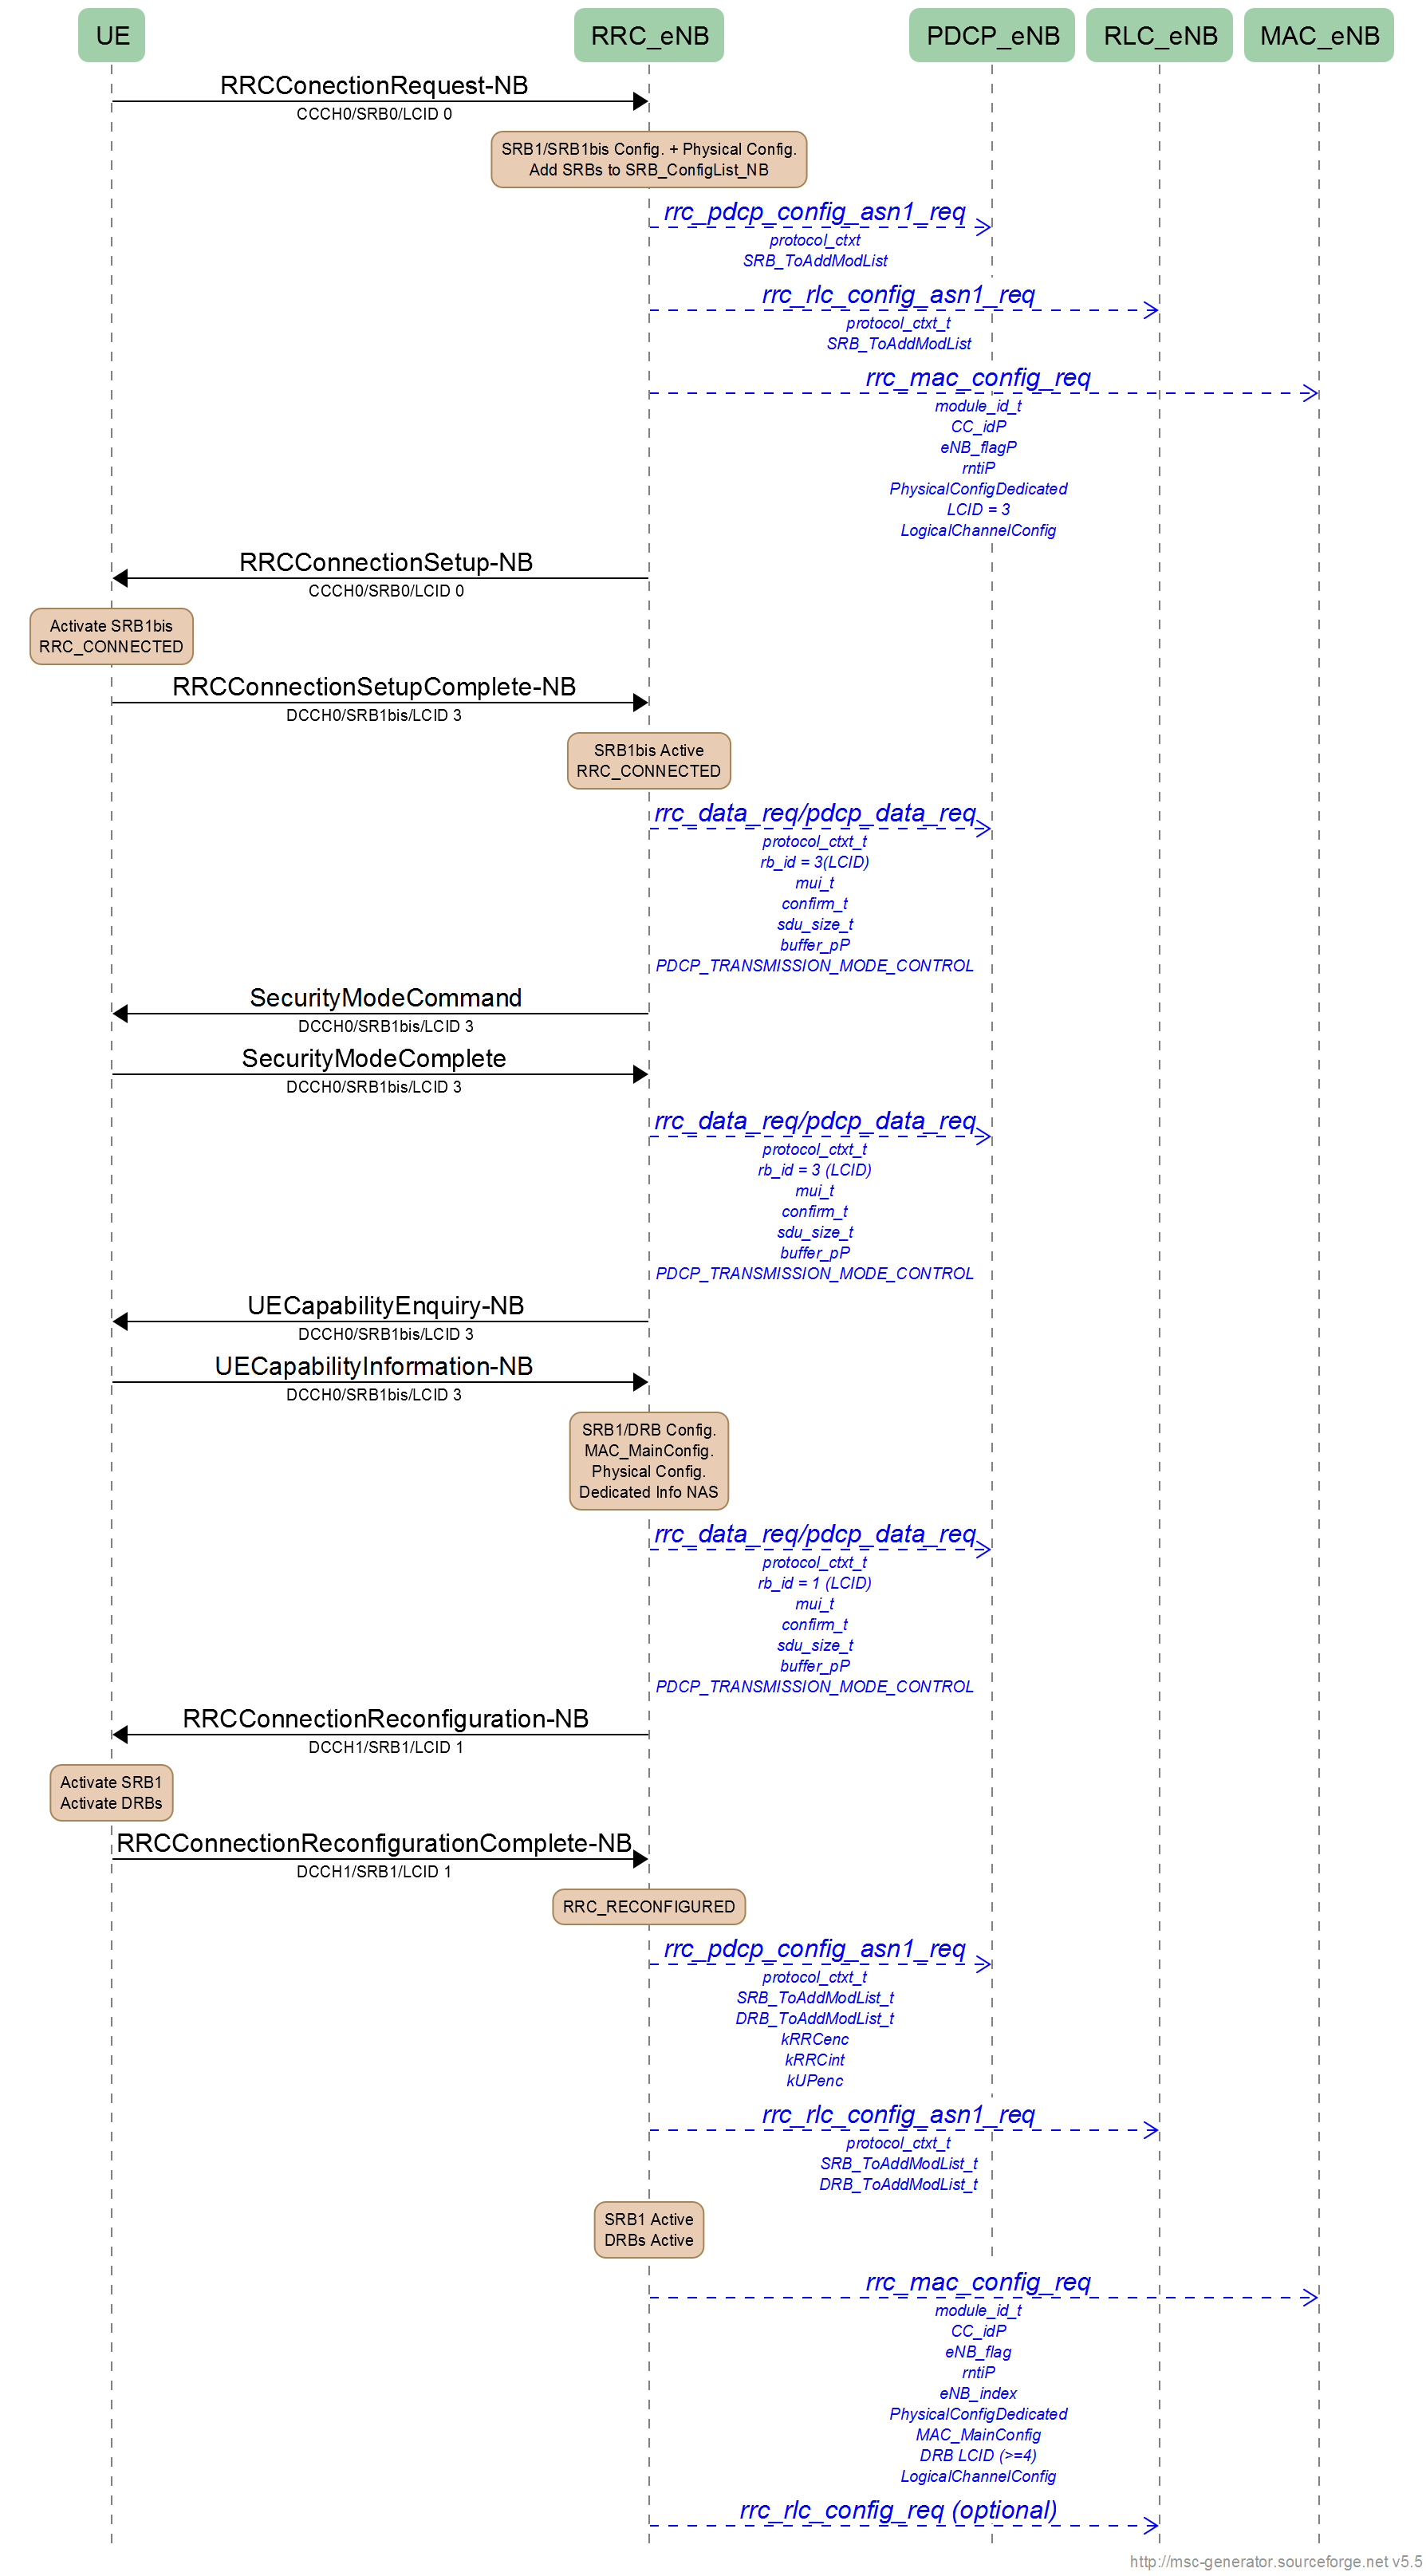 UE
RRC_eNB
PDCP_eNB
RLC_eNB
MAC_eNB
RRCConectionRequest-NB
CCCH0/SRB0/LCID 0
SRB1/SRB1bis Config. + Physical Config.
Add SRBs to SRB_ConfigList_NB
rrc_pdcp_config_asn1_req
protocol_ctxt
SRB_ToAddModList
rrc_rlc_config_asn1_req
protocol_ctxt_t
SRB_ToAddModList
rrc_mac_config_req
module_id_t
CC_idP
eNB_flagP
rntiP
PhysicalConfigDedicated
LCID = 3
LogicalChannelConfig
RRCConnectionSetup-NB
CCCH0/SRB0/LCID 0
Activate SRB1bis
RRC_CONNECTED
RRCConnectionSetupComplete-NB
DCCH0/SRB1bis/LCID 3
SRB1bis Active
RRC_CONNECTED
rrc_data_req/pdcp_data_req
protocol_ctxt_t
rb_id = 3(LCID)
mui_t
confirm_t
sdu_size_t
buffer_pP
PDCP_TRANSMISSION_MODE_CONTROL
SecurityModeCommand
DCCH0/SRB1bis/LCID 3
SecurityModeComplete
DCCH0/SRB1bis/LCID 3
rrc_data_req/pdcp_data_req
protocol_ctxt_t
rb_id = 3 (LCID)
mui_t
confirm_t
sdu_size_t
buffer_pP
PDCP_TRANSMISSION_MODE_CONTROL
UECapabilityEnquiry-NB
DCCH0/SRB1bis/LCID 3
UECapabilityInformation-NB
DCCH0/SRB1bis/LCID 3
SRB1/DRB Config.
MAC_MainConfig.
Physical Config.
Dedicated Info NAS
rrc_data_req/pdcp_data_req
protocol_ctxt_t
rb_id = 1 (LCID)
mui_t
confirm_t
sdu_size_t
buffer_pP
PDCP_TRANSMISSION_MODE_CONTROL
RRCConnectionReconfiguration-NB
DCCH1/SRB1/LCID 1
Activate SRB1
Activate DRBs
RRCConnectionReconfigurationComplete-NB
DCCH1/SRB1/LCID 1
RRC_RECONFIGURED
rrc_pdcp_config_asn1_req
protocol_ctxt_t
SRB_ToAddModList_t
DRB_ToAddModList_t
kRRCenc
kRRCint
kUPenc
rrc_rlc_config_asn1_req
protocol_ctxt_t
SRB_ToAddModList_t
DRB_ToAddModList_t
SRB1 Active
DRBs Active
rrc_mac_config_req
module_id_t
CC_idP
eNB_flag
rntiP
eNB_index
PhysicalConfigDedicated
MAC_MainConfig
DRB LCID (>=4)
LogicalChannelConfig
rrc_rlc_config_req (optional)
http://msc-generator.sourceforge.net v5.5